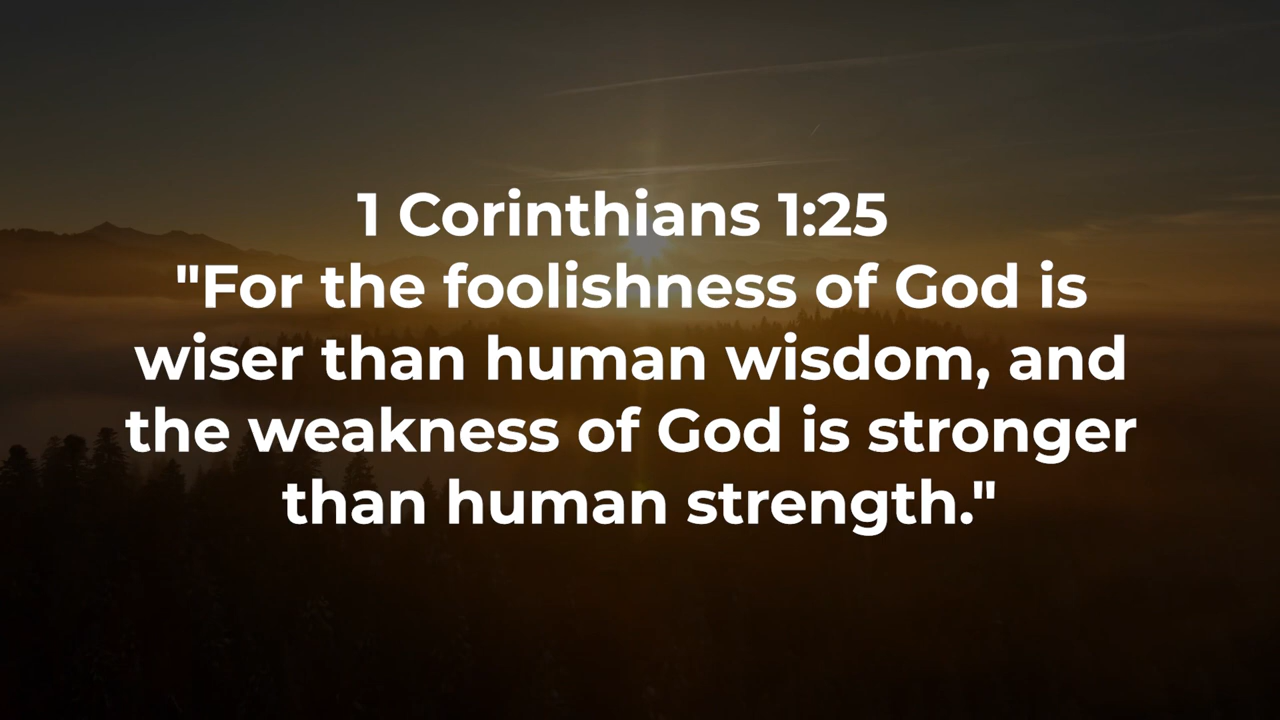 1 Corinthians 1:25
"For the foolishness of God is
wiser than human wisdom, and
the weakness of God is stronger
than human strength."